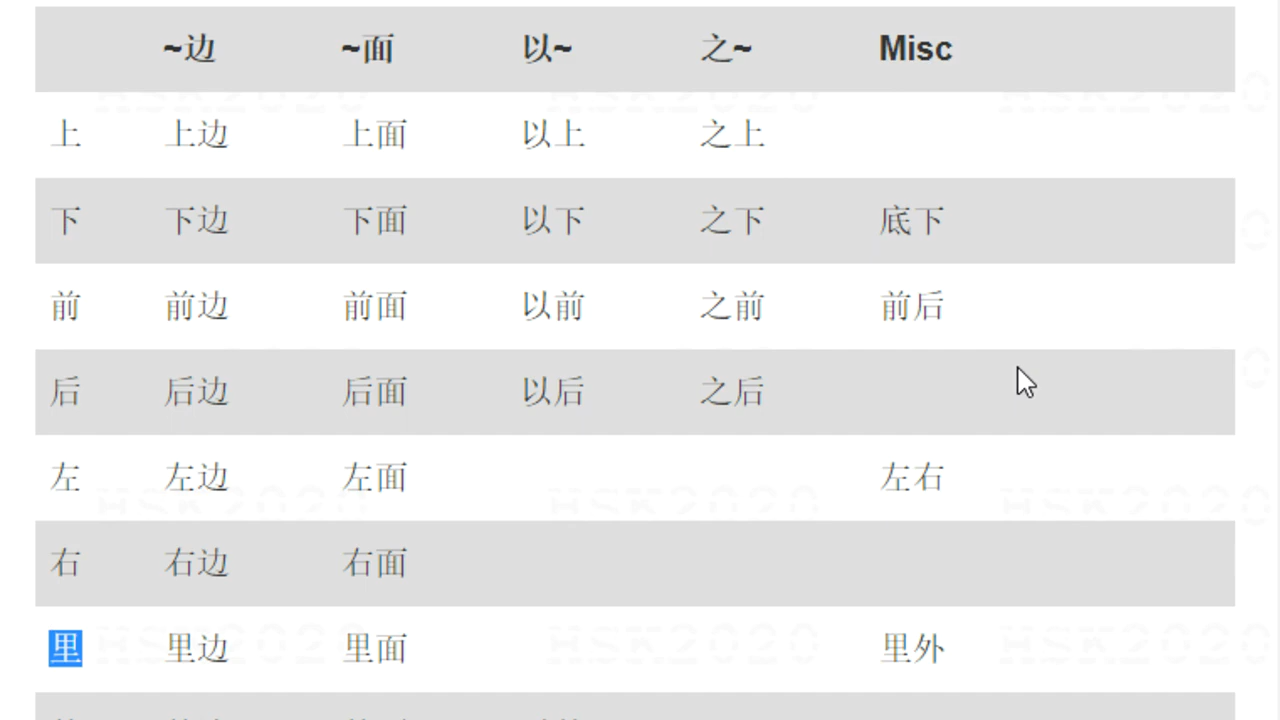 ~边 ~面 以~ 之~ Misc
上 上边 上面 以上 之上
下 下边 下面 以下 之下 底下
前 前边 前面 以前 之前 前后
后 后边 后面 以后 之后
左 左边 左面 左右
右 右边 右面
里 里边 里面 里外
HSK2020 HSK2020 HSK2020